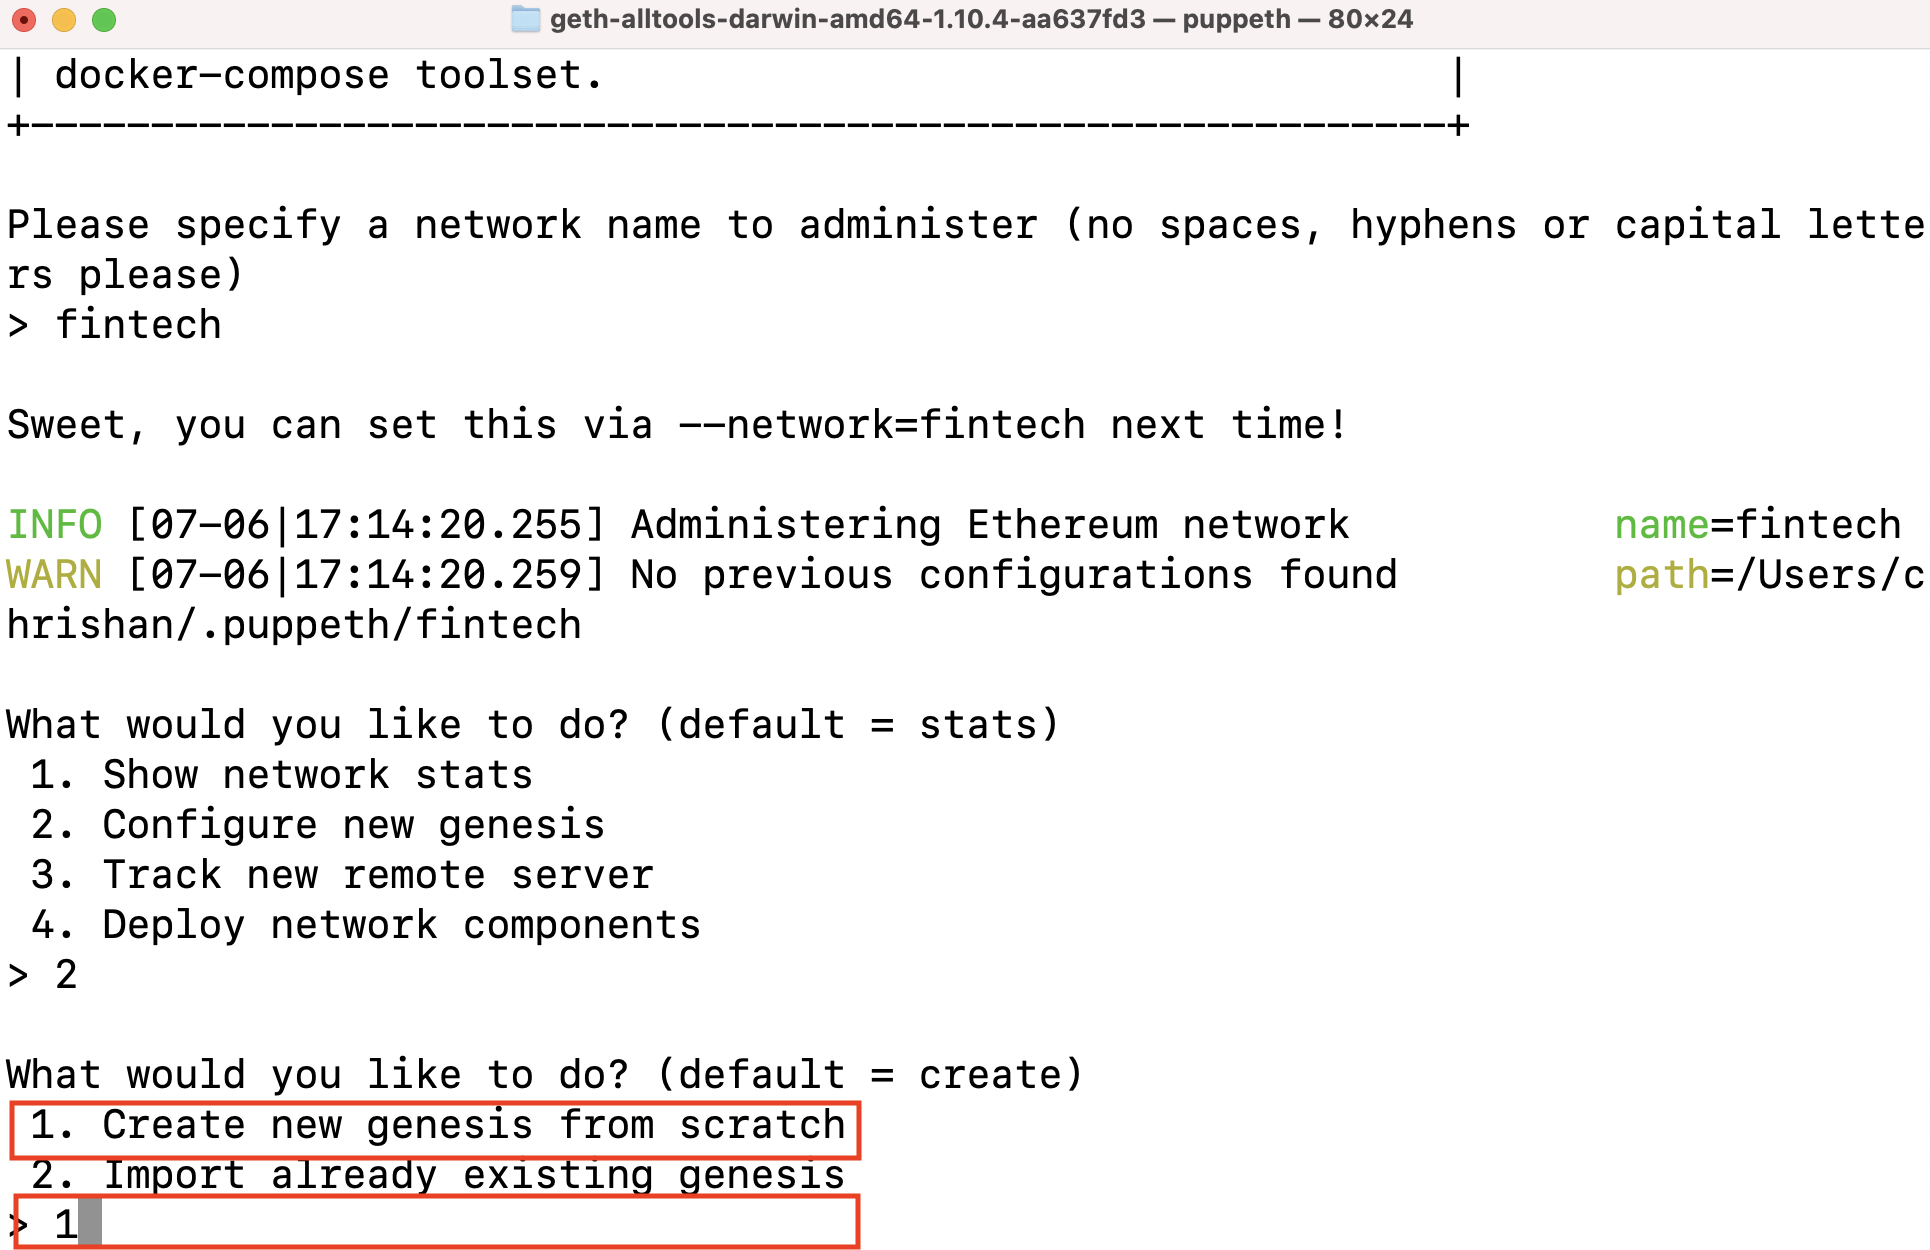 geth-alltools-darwin-amd64-1.10.4-aa637fd3 — puppeth — 80×24
| docker-compose toolset.                                   |
+-----------------------------------------------------------+
Please specify a network name to administer (no spaces, hyphens or capital lette
rs please)
> fintech
Sweet, you can set this via --network=fintech next time!
INFO [07-06|17:14:20.255] Administering Ethereum network           name=fintech
WARN [07-06|17:14:20.259] No previous configurations found         path=/Users/c
hrishan/.puppeth/fintech
What would you like to do? (default = stats)
 1. Show network stats
 2. Configure new genesis
 3. Track new remote server
 4. Deploy network components
> 2
What would you like to do? (default = create)
 1. Create new genesis from scratch
 2. Import already existing genesis
> 1